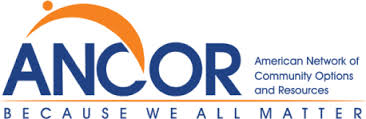 ANCOR
American Network of
Community Options
and Resources
BECAUSE WE ALL MATTER